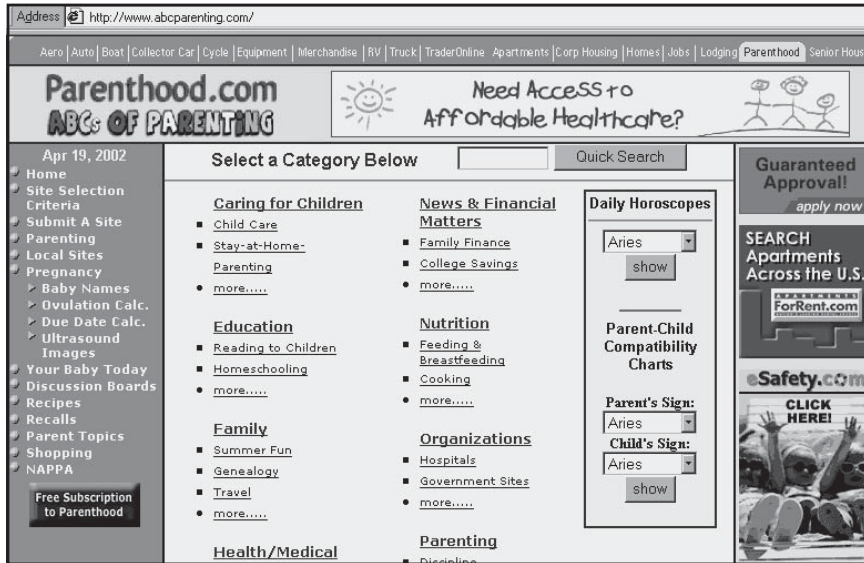 Address http://www.abcparenting.com/
Aero | Auto | Boat | Collector Car | Cycle | Equipment | Merchandise | RV | Truck | TraderOnline Apartments | Corp Housing | Homes | Jobs | Lodging Parenthood Senior Hous
Parenthood.com
ABCs OF PARENTING
Need Access to
Affordable Healthcare?
Apr 19, 2002
Home
Site Selection
Criteria
Submit A Site
Parenting
Local Sites
Pregnancy
Baby Names
Ovulation Calc.
Due Date Calc.
Ultrasound
Images
Your Baby Today
Discussion Boards
Recipes
Recalls
Parent Topics
Shopping
NAPPA
Free Subscription
to Parenthood
Select a Category Below
Quick Search
Caring for Children
Child Care
Stay-at-Home-
Parenting
more.....
Education
Reading to Children
Homeschooling
more.....
Family
Summer Fun
Genealogy
Travel
more.....
Health/Medical
News & Financial
Matters
Family Finance
College Savings
more.....
Nutrition
Feeding &
Breastfeeding
Cooking
more.....
Organizations
Hospitals
Government Sites
more.....
Parenting
Discipline
Daily Horoscopes
Aries
show
Parent-Child
Compatibility
Charts
Parent's Sign:
Aries
Child's Sign:
Aries
show
Guaranteed
Approval!
apply now
SEARCH
Apartments
Across the U.S.
ForRent.com
eSafety.com
CLICK
HERE!